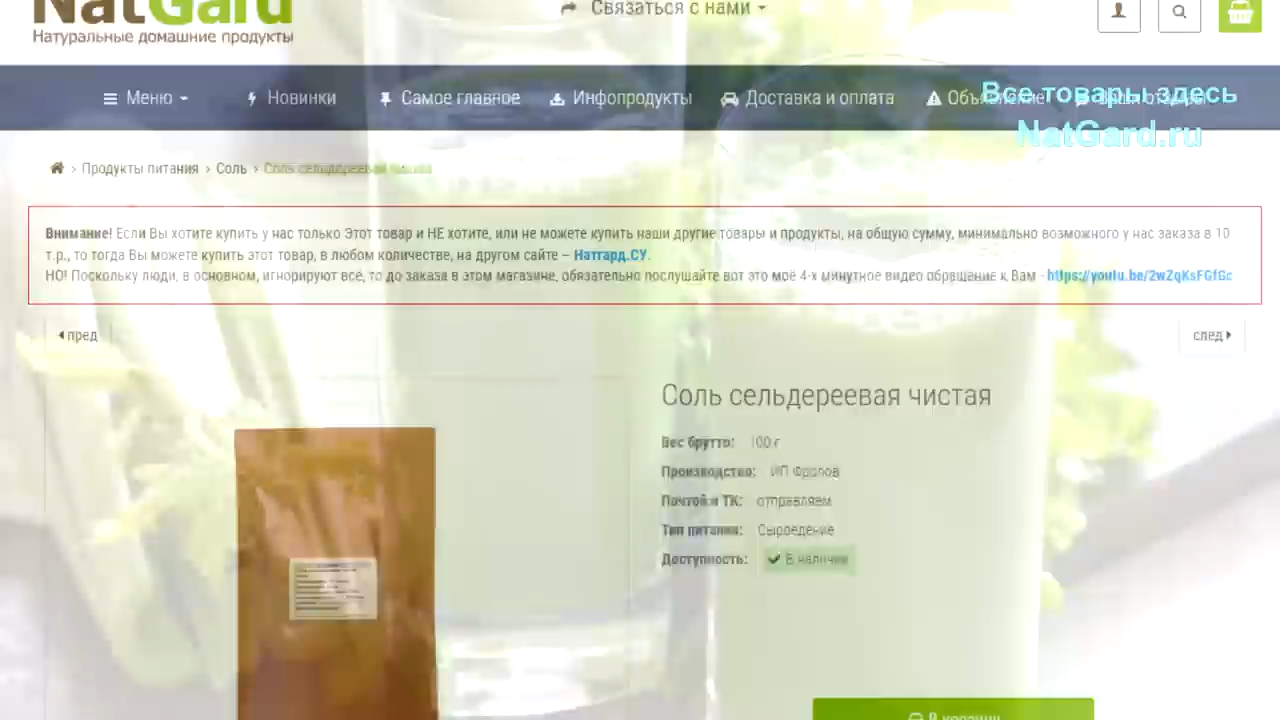 NatGard
Связаться с нами
Натуральные домашние продукты
Меню Новинки Самое главное Инфопродукты Доставка и оплата
Все товары здесь
NatGard.ru
Продукты питания › Соль › Соль сельдереевая чистая
Внимание! Если Вы хотите купить у нас только Этот товар и НЕ хотите, или не можете купить наши другие товары и продукты, на общую сумму, минимально возможного у нас заказа в 10
т.р., то тогда Вы можете купить этот товар, в любом количестве, на другом сайте – Натгард.СУ.
НО! Поскольку люди, в основном, игнорируют всё, то до заказа в этом магазине, обязательно послушайте вот это моё 4-х минутное видео обращение к Вам - https://youtu.be/2wZqKsFGfGc
пред
след
Соль сельдереевая чистая
Вес брутто: 100 г
Производство: ИП Фролов
Почтой и ТК: отправляем
Тип питания: Сыроедение
Доступность: В наличии
В корзину